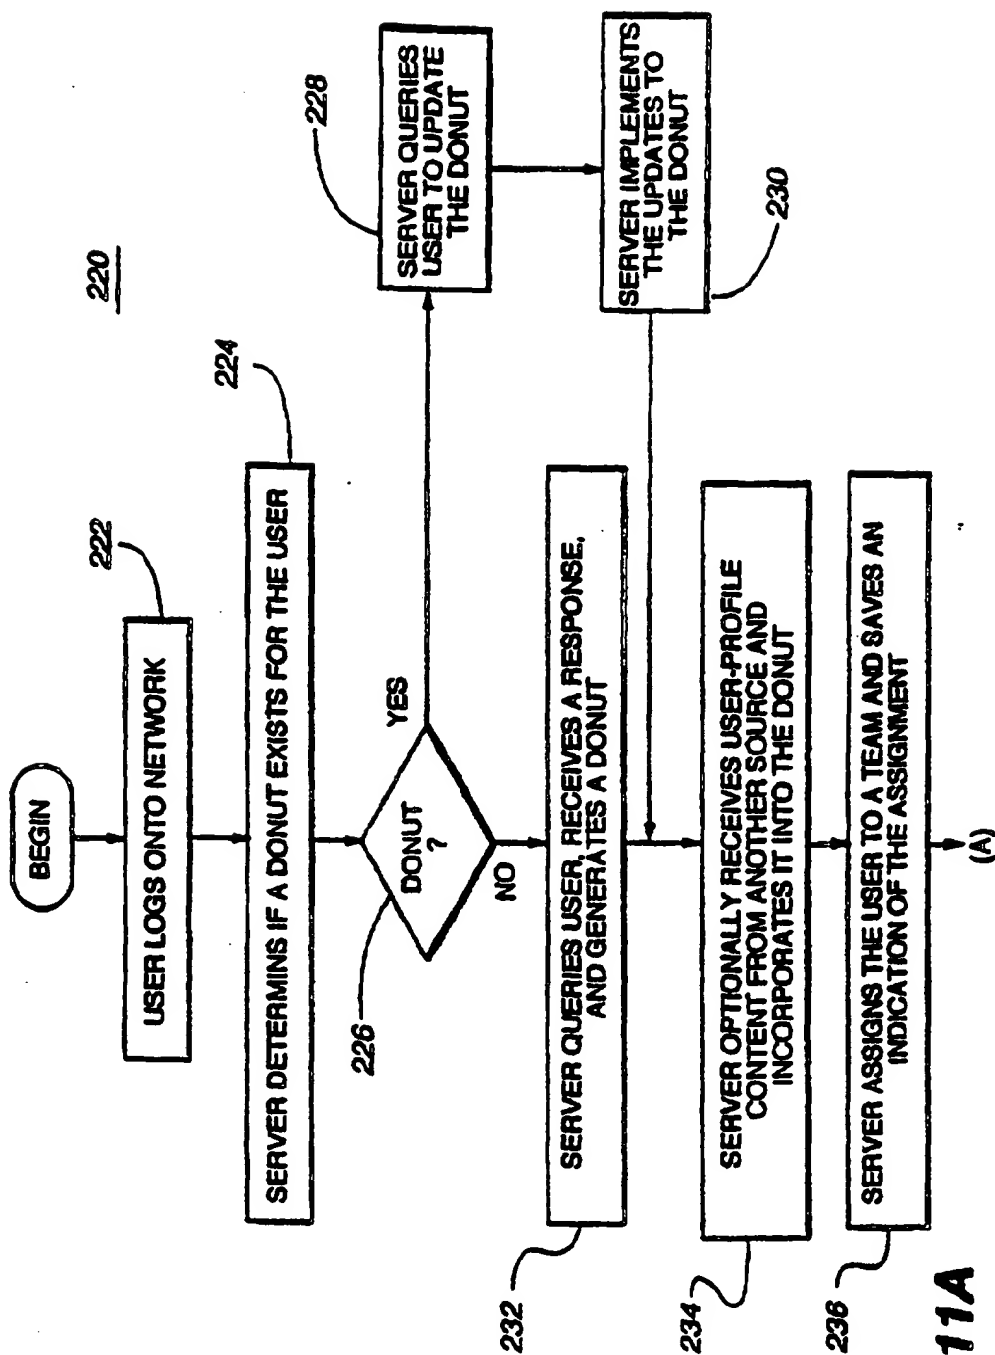 220
BEGIN
222
USER LOGS ONTO NETWORK
224
SERVER DETERMINS IF A DONUT EXISTS FOR THE USER
226
DONUT
?
YES
NO
228
SERVER QUERIES
USER TO UPDATE
THE DONUT
SERVER IMPLEMENTS
THE UPDATES TO
THE DONUT
230
232
SERVER QUERIES USER, RECEIVES A RESPONSE,
AND GENERATES A DONUT
234
SERVER OPTIONALLY RECEIVES USER-PROFILE
CONTENT FROM ANOTHER SOURCE AND
INCORPORATES IT INTO THE DONUT
236
SERVER ASSIGNS THE USER TO A TEAM AND SAVES AN
INDICATION OF THE ASSIGNMENT
(A)
11A